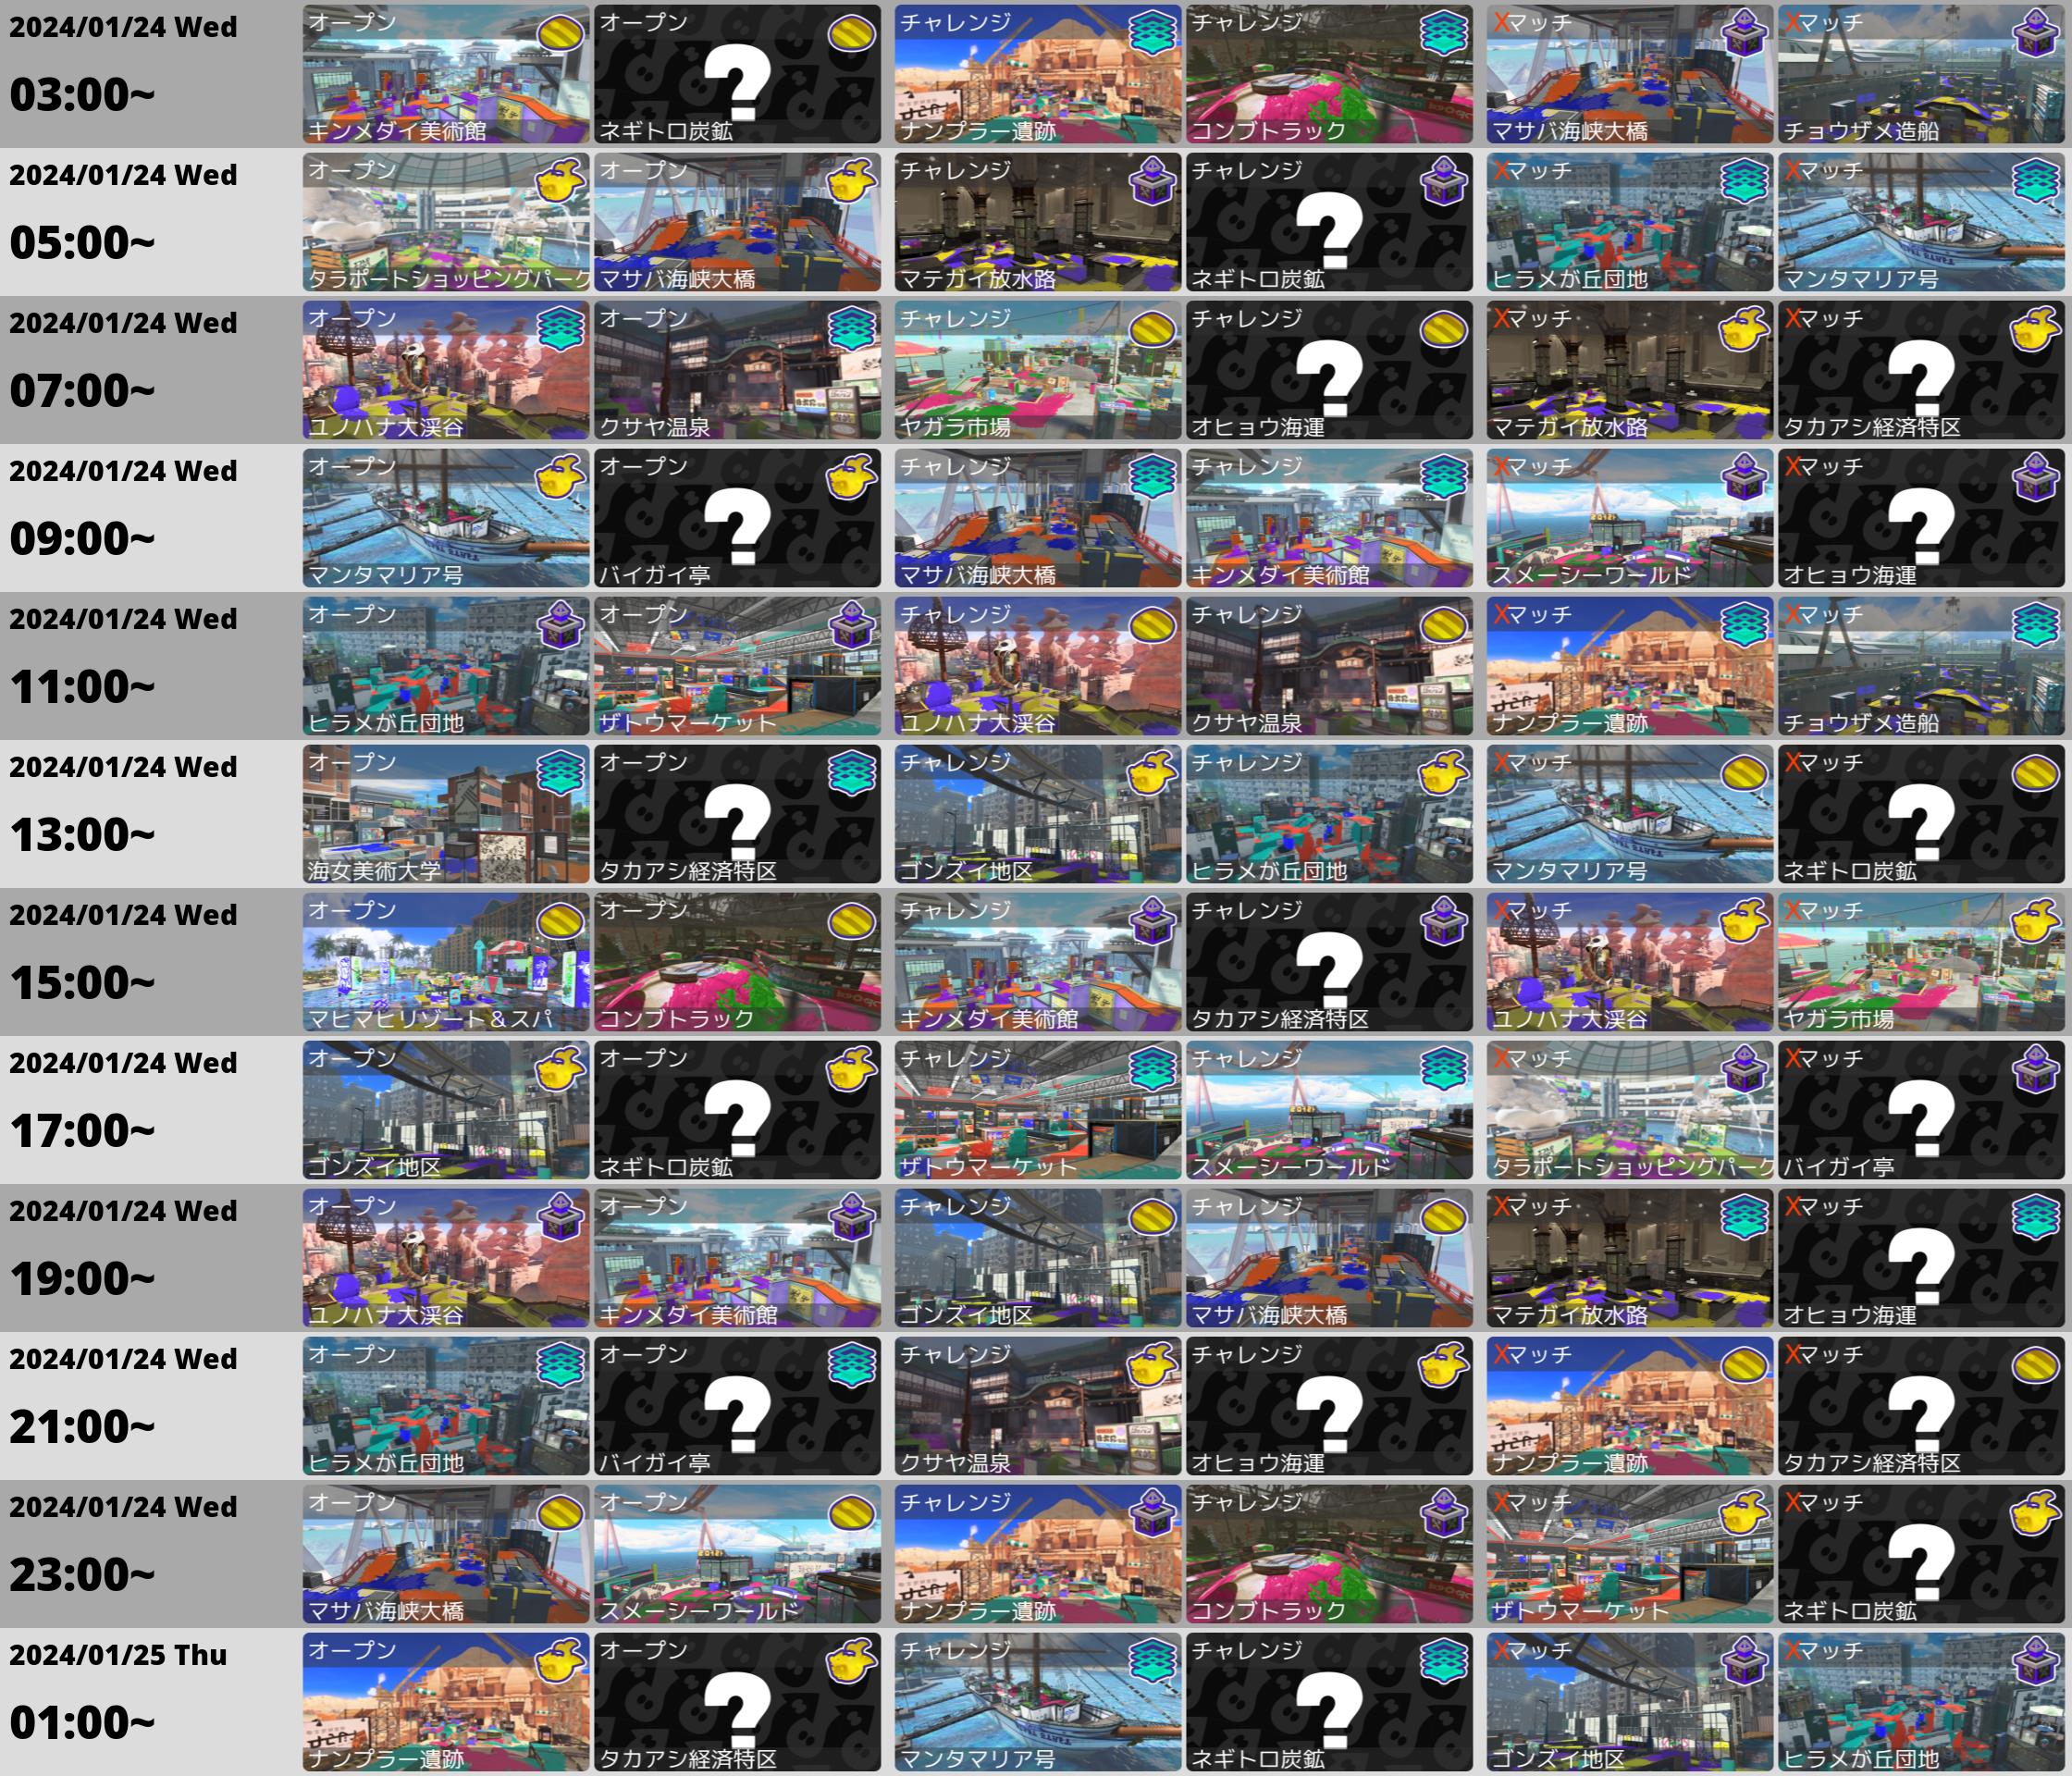 2024/01/24 Wed
03:00~
オープン オープン チャレンジ チャレンジ Xマッチ Xマッチ
キンメダイ美術館 ネギトロ炭鉱 ナンプラー遺跡 コンブトラック マサバ海峡大橋 チョウザメ造船
2024/01/24 Wed
05:00~
オープン オープン チャレンジ チャレンジ Xマッチ Xマッチ
タラポートショッピングパーク マサバ海峡大橋 マテガイ放水路 ネギトロ炭鉱 ヒラメが丘団地 マンタマリア号
2024/01/24 Wed
07:00~
オープン オープン チャレンジ チャレンジ Xマッチ Xマッチ
ユノハナ大渓谷 クサヤ温泉 ヤガラ市場 オヒョウ海運 マテガイ放水路 タカアシ経済特区
2024/01/24 Wed
09:00~
オープン オープン チャレンジ チャレンジ Xマッチ Xマッチ
マンタマリア号 バイガイ亭 マサバ海峡大橋 キンメダイ美術館 スメーシーワールド オヒョウ海運
2024/01/24 Wed
11:00~
オープン オープン チャレンジ チャレンジ Xマッチ Xマッチ
ヒラメが丘団地 ザトウマーケット ユノハナ大渓谷 クサヤ温泉 ナンプラー遺跡 チョウザメ造船
2024/01/24 Wed
13:00~
オープン オープン チャレンジ チャレンジ Xマッチ Xマッチ
海女美術大学 タカアシ経済特区 ゴンズイ地区 ヒラメが丘団地 マンタマリア号 ネギトロ炭鉱
2024/01/24 Wed
15:00~
オープン オープン チャレンジ チャレンジ Xマッチ Xマッチ
マヒマヒリゾート&スパ コンブトラック キンメダイ美術館 タカアシ経済特区 ユノハナ大渓谷 ヤガラ市場
2024/01/24 Wed
17:00~
オープン オープン チャレンジ チャレンジ Xマッチ Xマッチ
ゴンズイ地区 ネギトロ炭鉱 ザトウマーケット スメーシーワールド タラポートショッピングパーク バイガイ亭
2024/01/24 Wed
19:00~
オープン オープン チャレンジ チャレンジ Xマッチ Xマッチ
ユノハナ大渓谷 キンメダイ美術館 ゴンズイ地区 マサバ海峡大橋 マテガイ放水路 オヒョウ海運
2024/01/24 Wed
21:00~
オープン オープン チャレンジ チャレンジ Xマッチ Xマッチ
ヒラメが丘団地 バイガイ亭 クサヤ温泉 オヒョウ海運 ナンプラー遺跡 タカアシ経済特区
2024/01/24 Wed
23:00~
オープン オープン チャレンジ チャレンジ Xマッチ Xマッチ
マサバ海峡大橋 スメーシーワールド ナンプラー遺跡 コンブトラック ザトウマーケット ネギトロ炭鉱
2024/01/25 Thu
01:00~
オープン オープン チャレンジ チャレンジ Xマッチ Xマッチ
ナンプラー遺跡 タカアシ経済特区 マンタマリア号 ネギトロ炭鉱 ゴンズイ地区 ヒラメが丘団地